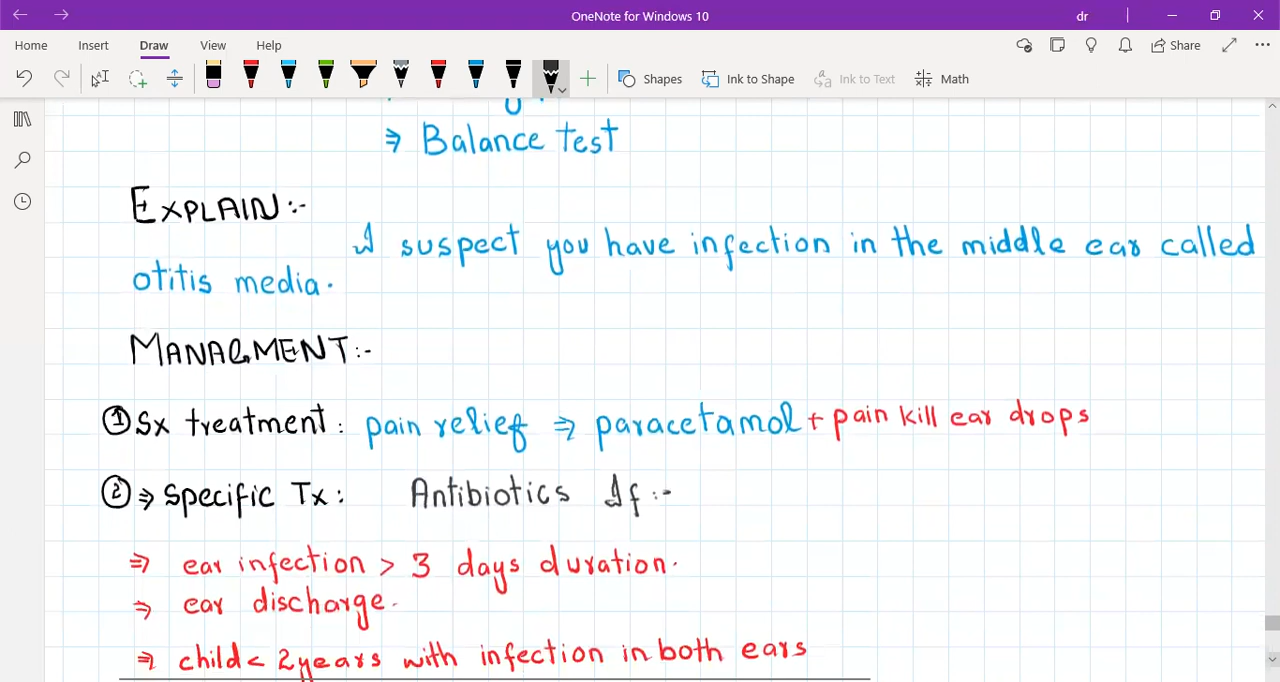 OneNote for Windows 10
dr
Home Insert Draw View Help
Share
Shapes Ink to Shape Ink to Text Math
⇒ Balance test
EXPLAIN:-
I suspect you have infection in the middle ear called
otitis media.
MANAGMENT:-
① Sx treatment: pain relief ⇒ paracetamol + pain kill ear drops
② ⇒ Specific Tx: Antibiotics If:-
⇒ ear infection > 3 days duration.
⇒ ear discharge.
⇒ child < 2 years with infection in both ears